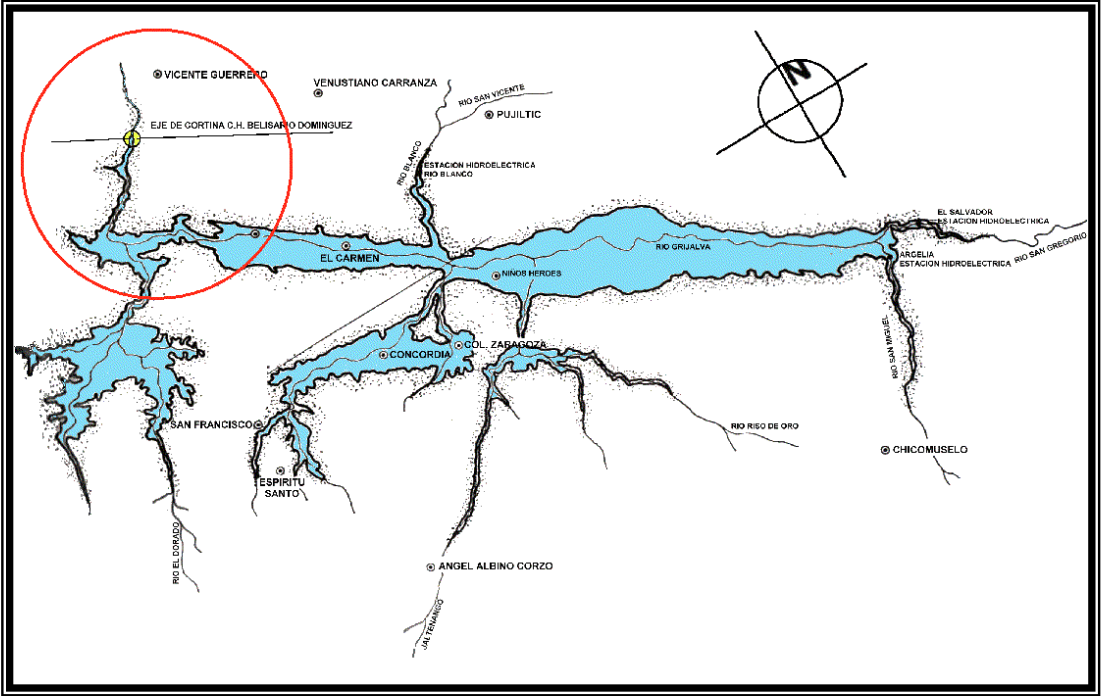 N
VICENTE GUERRERO
VENUSTIANO CARRANZA
RIO SAN VICENTE
PUJILTIC
EJE DE CORTINA C.H. BELISARIO DOMINGUEZ
RIO BLANCO
ESTACION HIDROELECTRICA
RIO BLANCO
EL SALVADOR
ESTACION HIDROELECTRICA
RIO SAN GREGORIO
RIO GRIJALVA
ARGELIA
ESTACION HIDROELECTRICA
EL CARMEN
NIÑOS HEROES
COL. ZARAGOZA
CONCORDIA
RIO SAN MIGUEL
SAN FRANCISCO
RIO RISO DE ORO
CHICOMUSELO
ESPIRITU
SANTO
RIO EL DORADO
ANGEL ALBINO CORZO
JALTENANGO